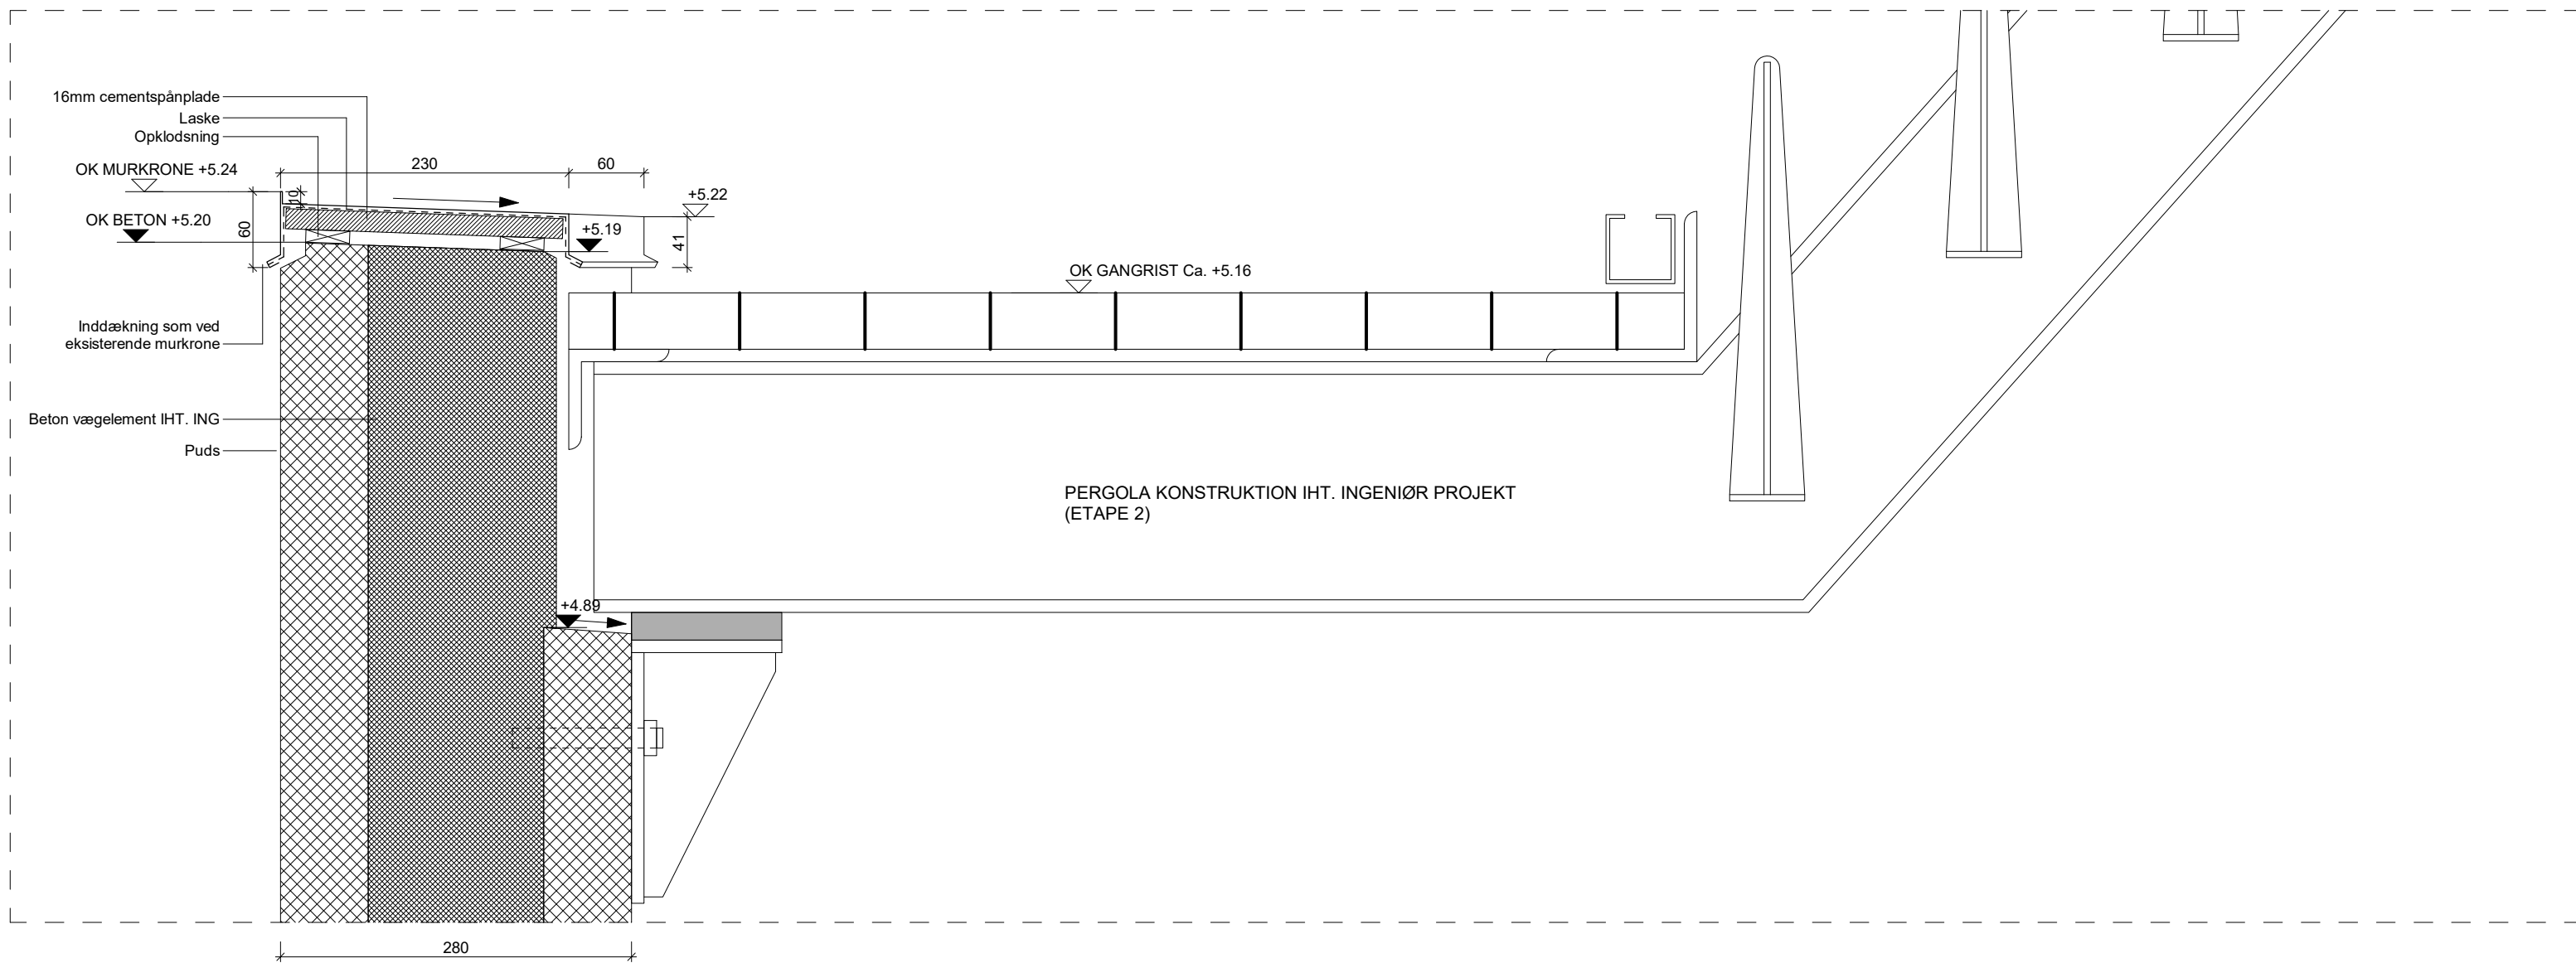 16mm cementspånplade
Laske
Opklodsning
OK MURKRONE +5.24
230
60
10
+5.22
OK BETON +5.20
60
+5.19
41
OK GANGRIST Ca. +5.16
Inddækning som ved
eksisterende murkrone
Beton vægelement IHT. ING
Puds
PERGOLA KONSTRUKTION IHT. INGENIØR PROJEKT
(ETAPE 2)
+4.89
280